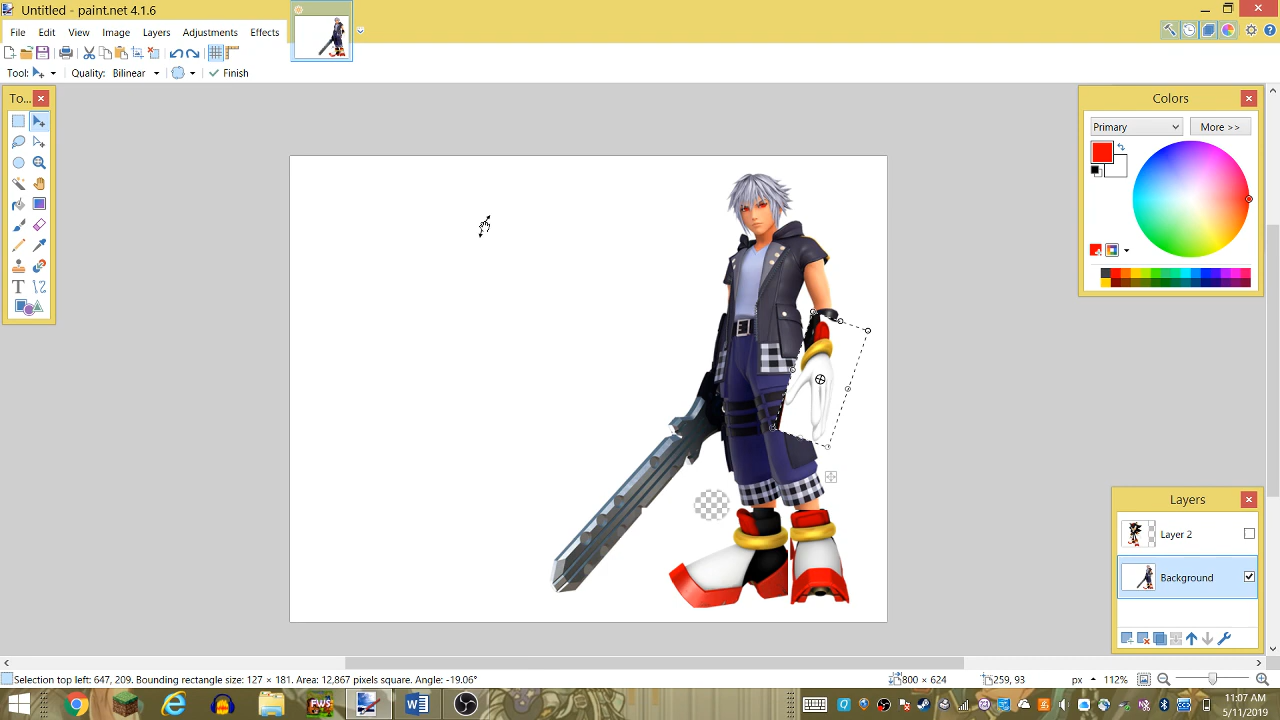 Untitled - paint.net 4.1.6
File Edit View Image Layers Adjustments Effects
Tool: Quality: Bilinear Finish
To...
Colors
Primary More >>
Layers
Layer 2
Background
Selection top left: 647, 209. Bounding rectangle size: 127 × 181. Area: 12,867 pixels square. Angle: -19.06° 800 × 624 259, 93 px 112%
FWS
11:07 AM
5/11/2019